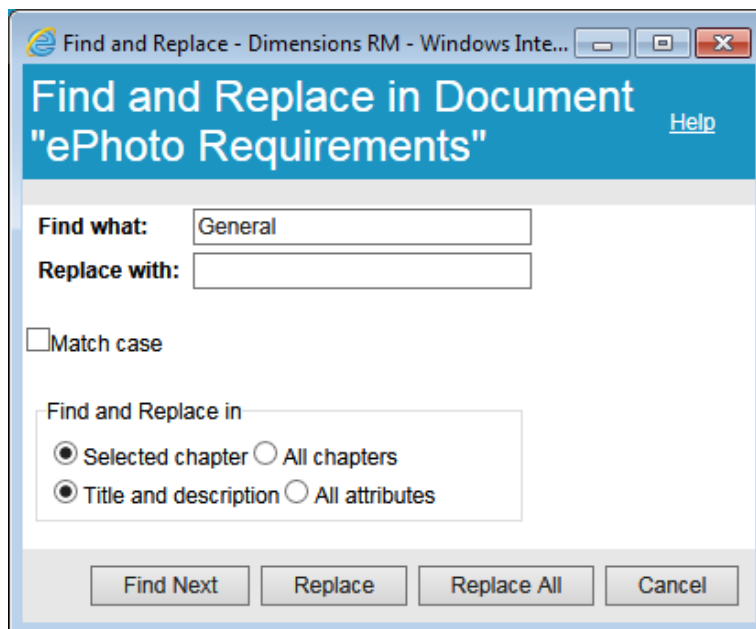 Find and Replace - Dimensions RM - Windows Inte...
Find and Replace in Document
"ePhoto Requirements"
Help
Find what: General
Replace with:
Match case
Find and Replace in
Selected chapter All chapters
Title and description All attributes
Find Next Replace Replace All Cancel